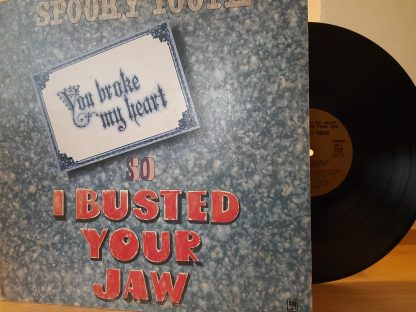 SPOOKY TOOTH
You broke
my heart
SO
I BUSTED
YOUR
JAW